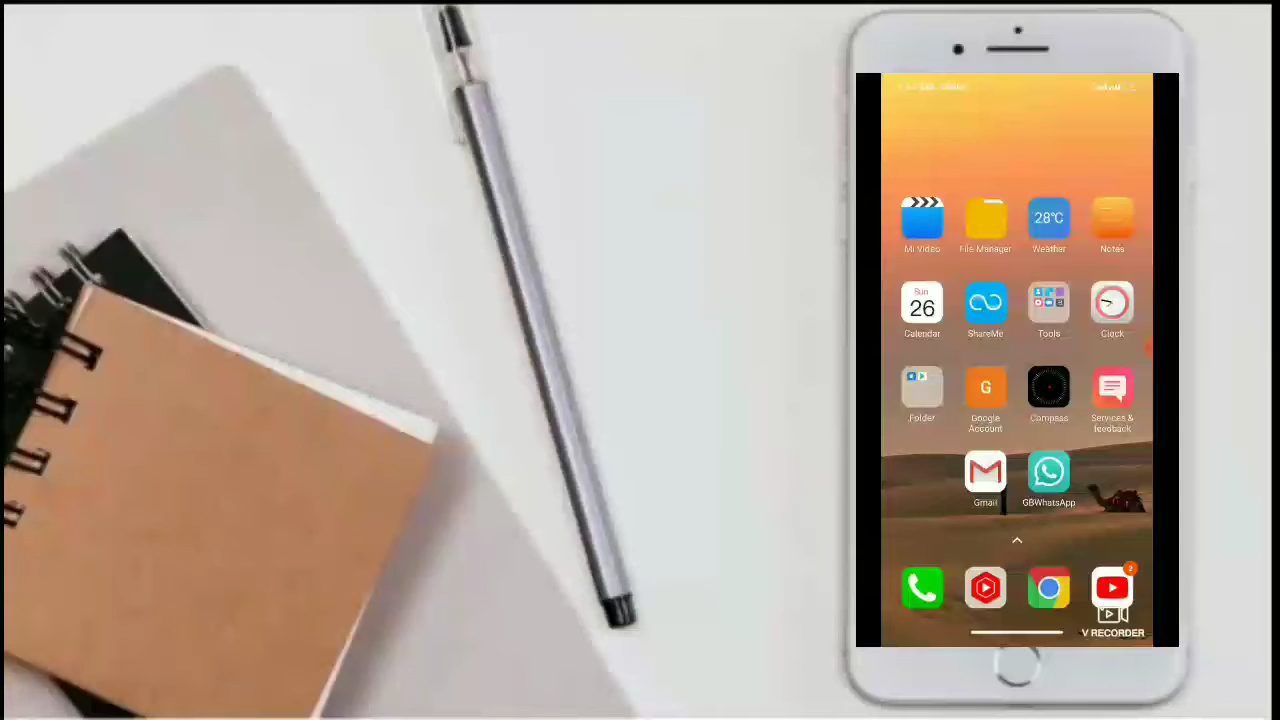 28°C
Mi Video
File Manager
Weather
Notes
Sun
26
Calendar
ShareMe
Tools
Clock
G
Folder
Google
Account
Compass
Services &
feedback
Gmail
GBWhatsApp
2
V RECORDER